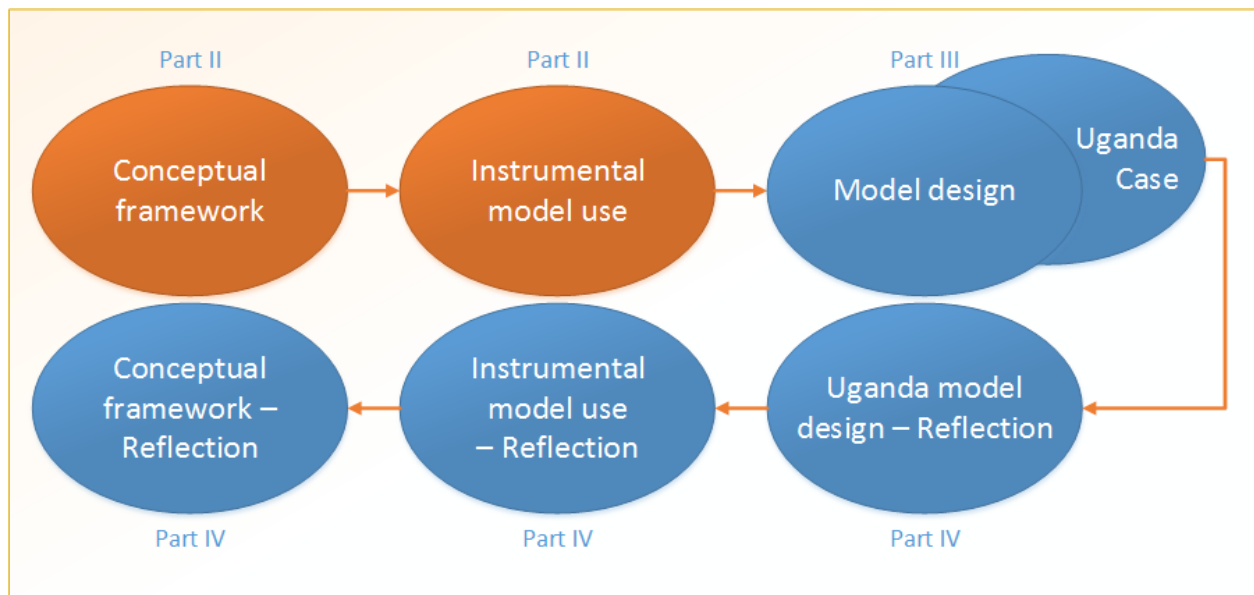 Part II
Part II
Part III
Conceptual
framework
Instrumental
model use
Model design
Uganda
Case
Conceptual
framework –
Reflection
Instrumental
model use
– Reflection
Uganda model
design – Reflection
Part IV
Part IV
Part IV